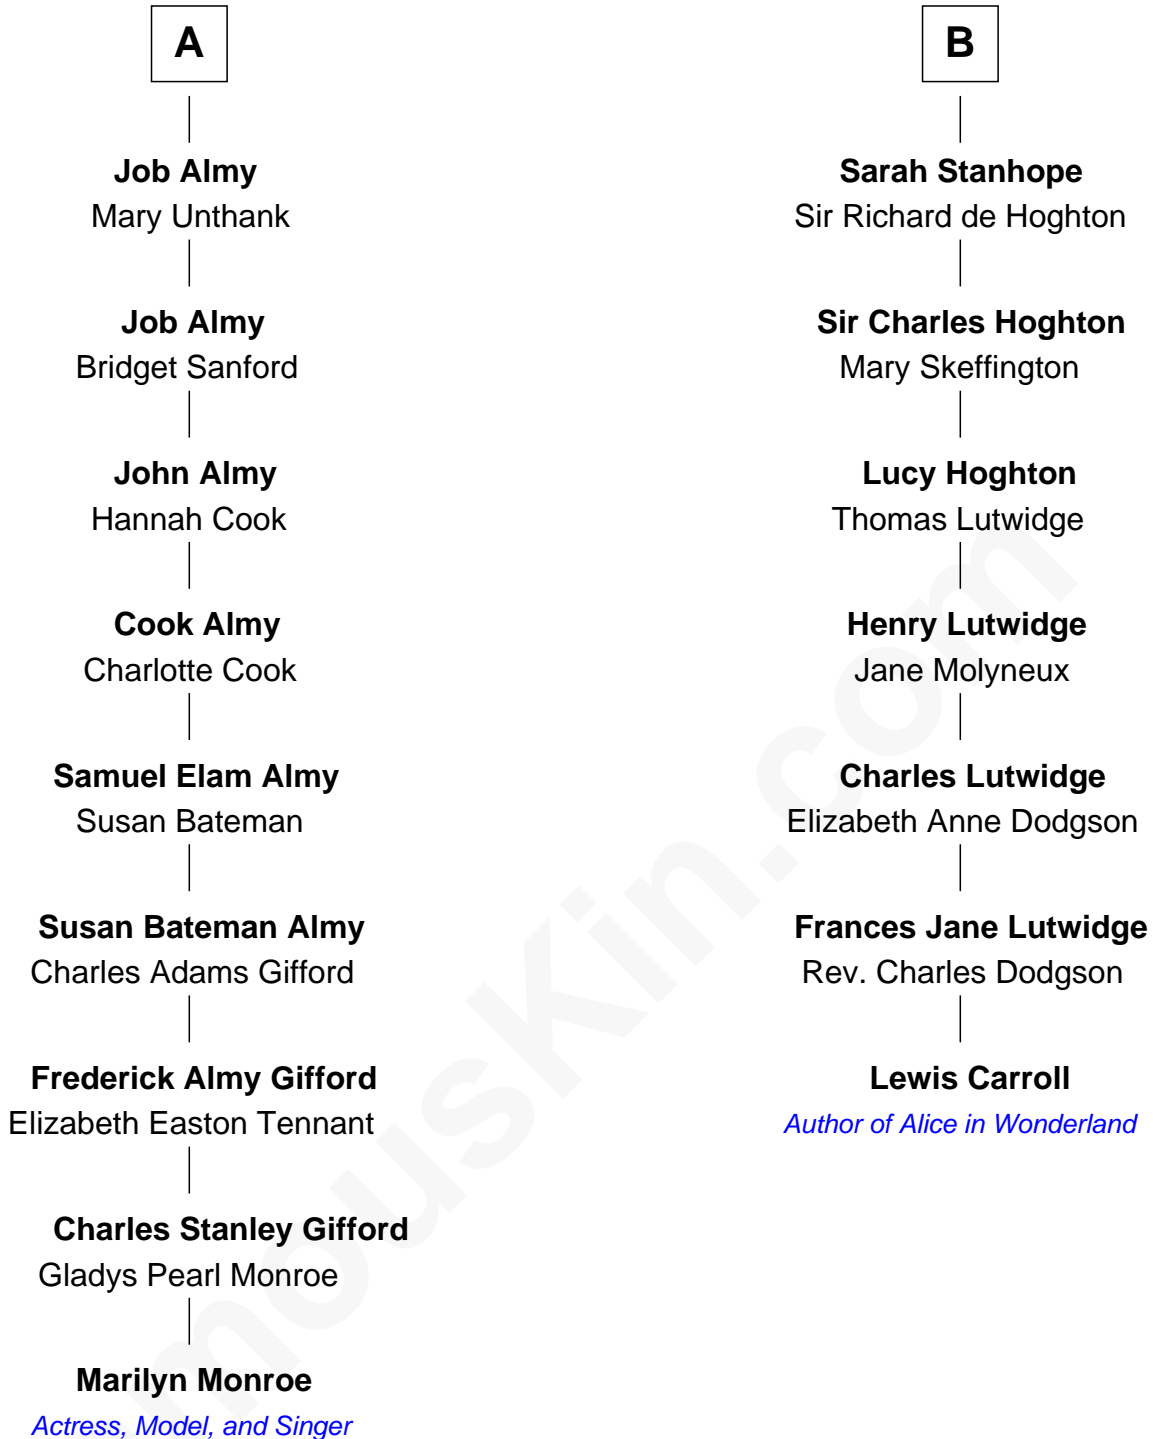 A
Job Almy
Mary Unthank
Job Almy
Bridget Sanford
John Almy
Hannah Cook
Cook Almy
Charlotte Cook
Samuel Elam Almy
Susan Bateman
Susan Bateman Almy
Charles Adams Gifford
Frederick Almy Gifford
Elizabeth Easton Tennant
Charles Stanley Gifford
Gladys Pearl Monroe
Marilyn Monroe
Actress, Model, and Singer
B
Sarah Stanhope
Sir Richard de Hoghton
Sir Charles Hoghton
Mary Skeffington
Lucy Hoghton
Thomas Lutwidge
Henry Lutwidge
Jane Molyneux
Charles Lutwidge
Elizabeth Anne Dodgson
Frances Jane Lutwidge
Rev. Charles Dodgson
Lewis Carroll
Author of Alice in Wonderland
mousKin.com